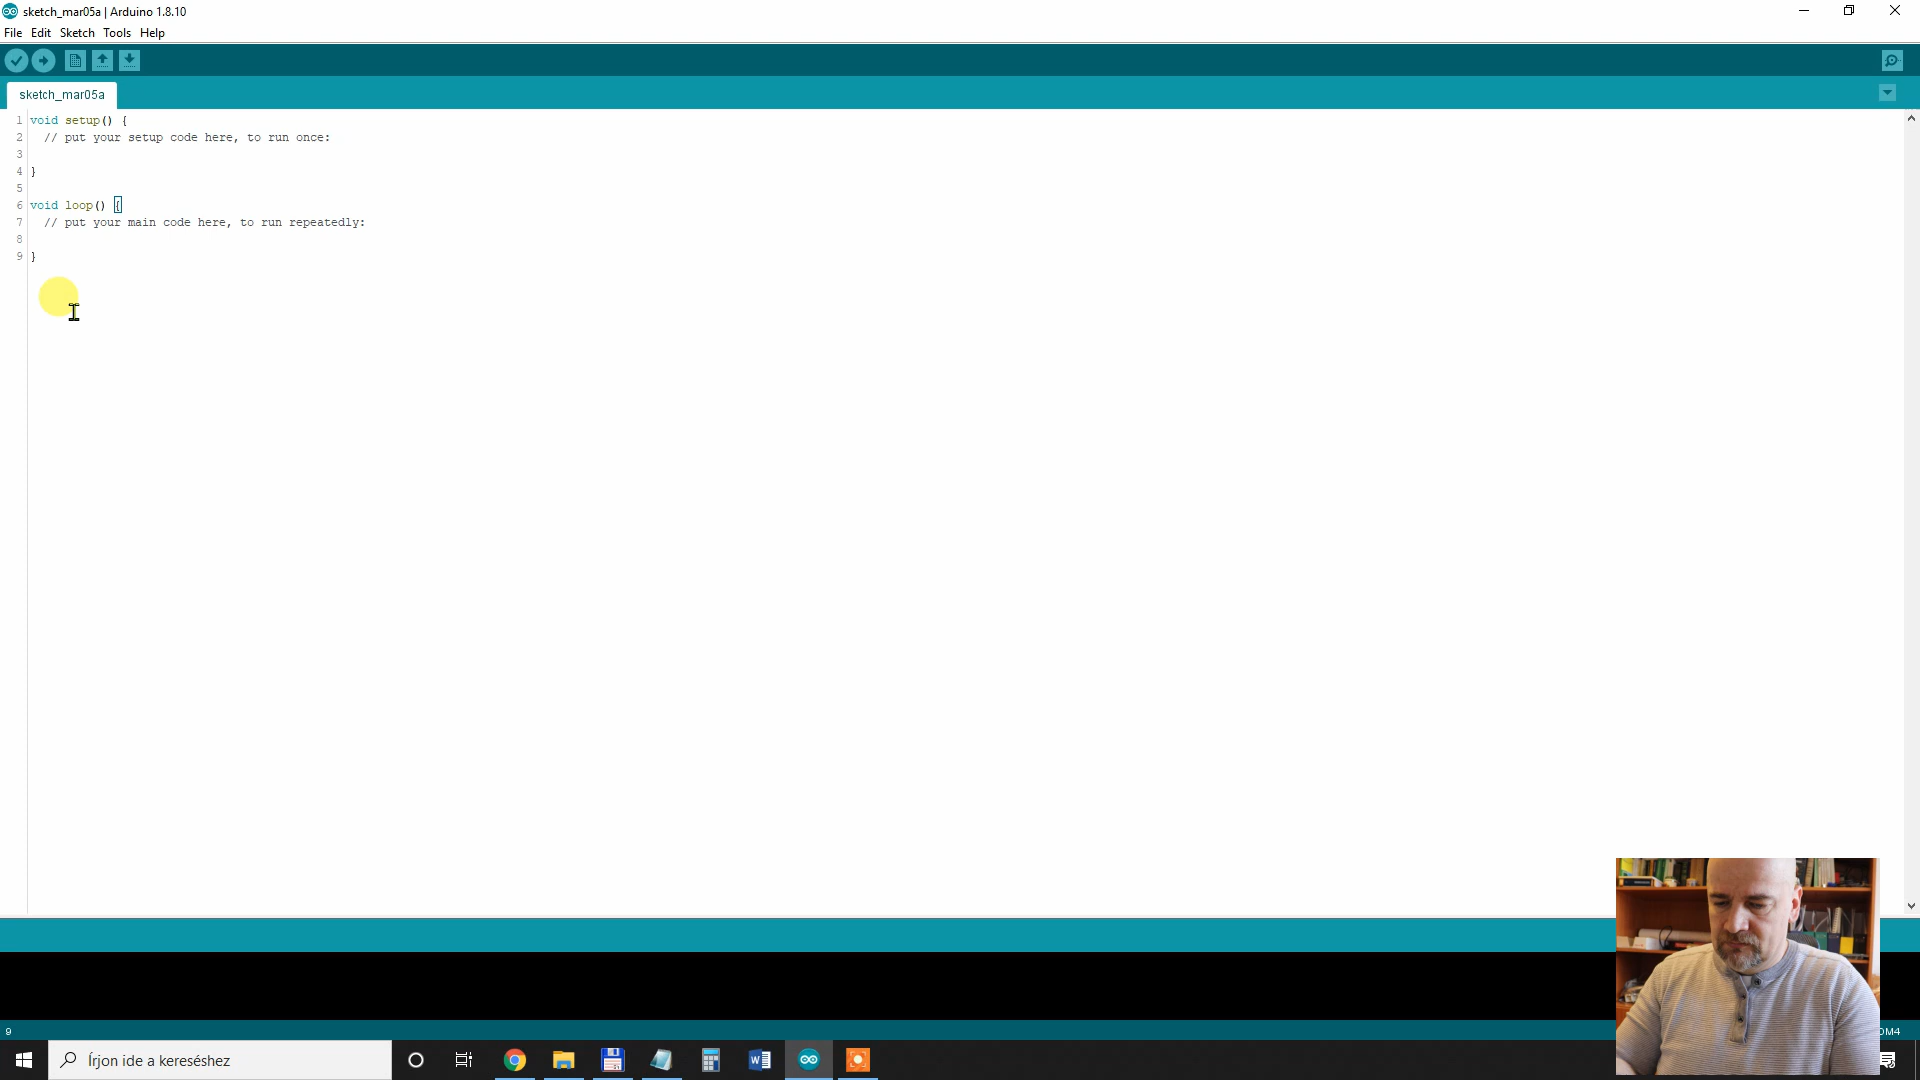 sketch_mar05a | Arduino 1.8.10
File Edit Sketch Tools Help
sketch_mar05a
1 void setup() {
2 // put your setup code here, to run once:
3
4 }
5
6 void loop() {
7 // put your main code here, to run repeatedly:
8
9 }
9
Írjon ide a kereséshez